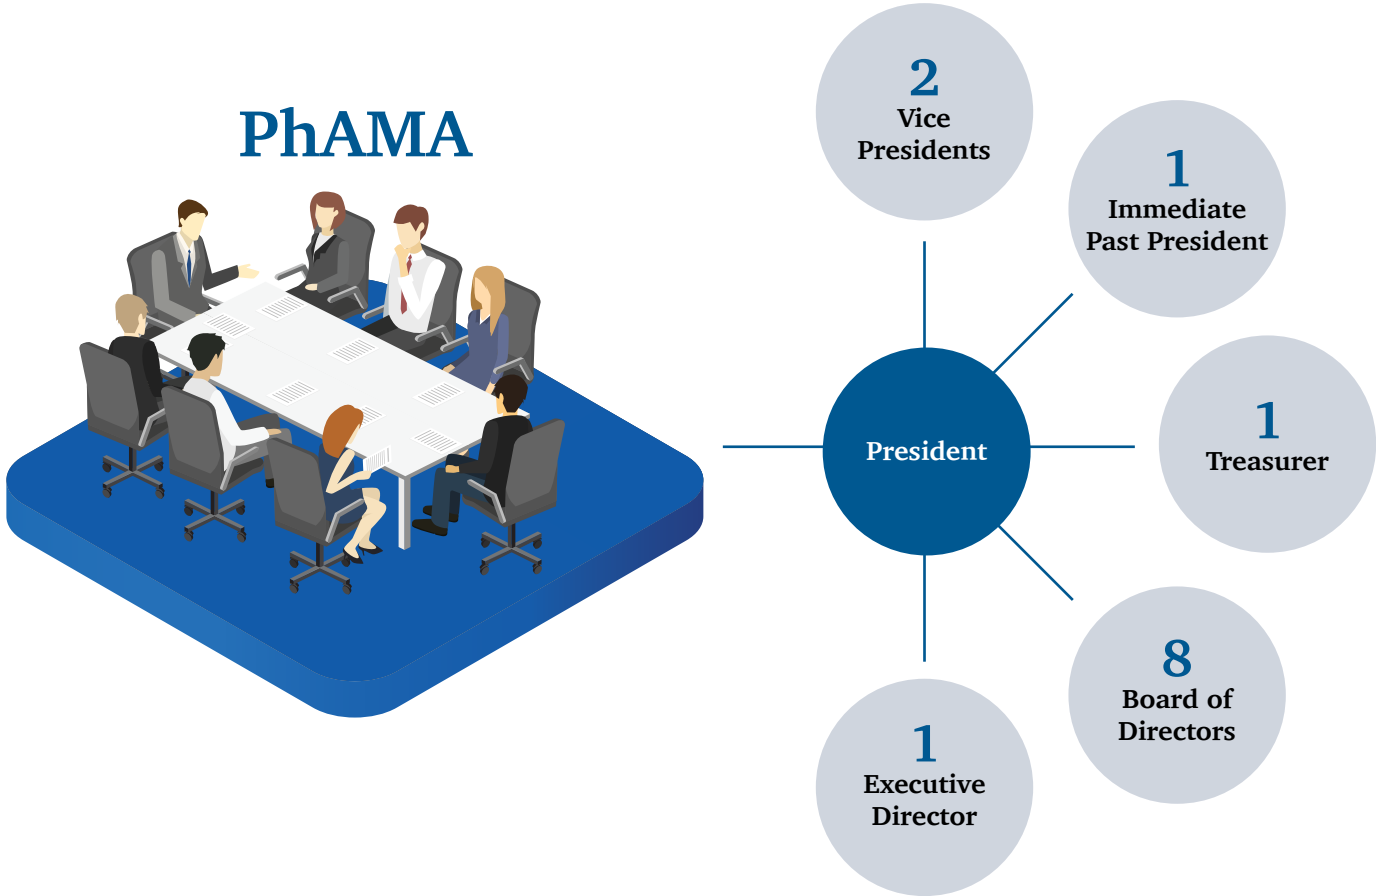 PhAMA
2
Vice
Presidents
1
Immediate
Past President
President
1
Treasurer
8
Board of
Directors
1
Executive
Director